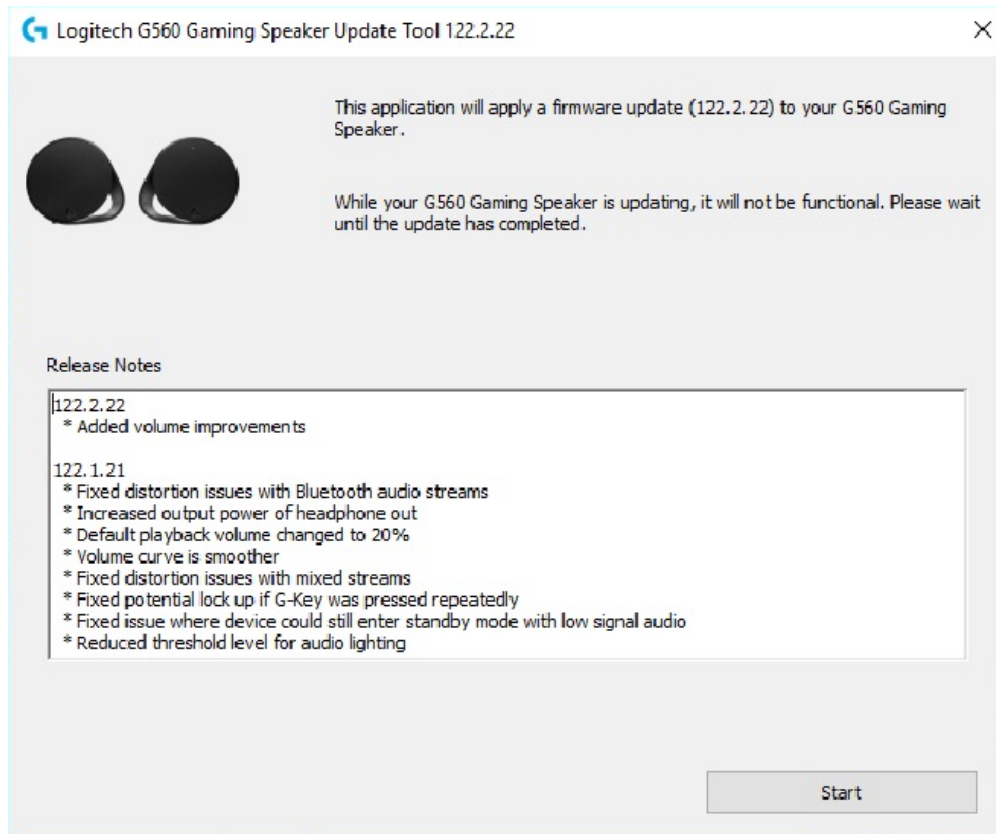 Logitech G560 Gaming Speaker Update Tool 122.2.22
This application will apply a firmware update (122.2.22) to your G560 Gaming
Speaker.
While your G560 Gaming Speaker is updating, it will not be functional. Please wait
until the update has completed.
Release Notes
122.2.22
* Added volume improvements
122.1.21
* Fixed distortion issues with Bluetooth audio streams
* Increased output power of headphone out
* Default playback volume changed to 20%
* Volume curve is smoother
* Fixed distortion issues with mixed streams
* Fixed potential lock up if G-Key was pressed repeatedly
* Fixed issue where device could still enter standby mode with low signal audio
* Reduced threshold level for audio lighting
Start